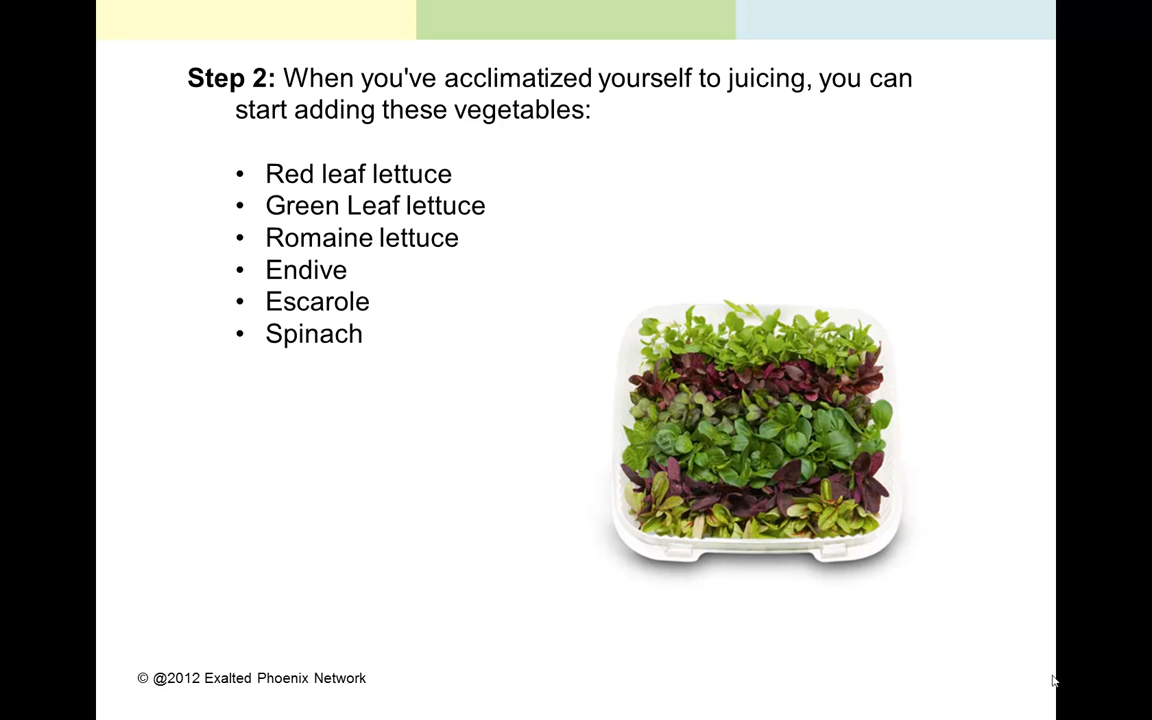 Step 2: When you've acclimatized yourself to juicing, you can
start adding these vegetables:
• Red leaf lettuce
• Green Leaf lettuce
• Romaine lettuce
• Endive
• Escarole
• Spinach
© @2012 Exalted Phoenix Network